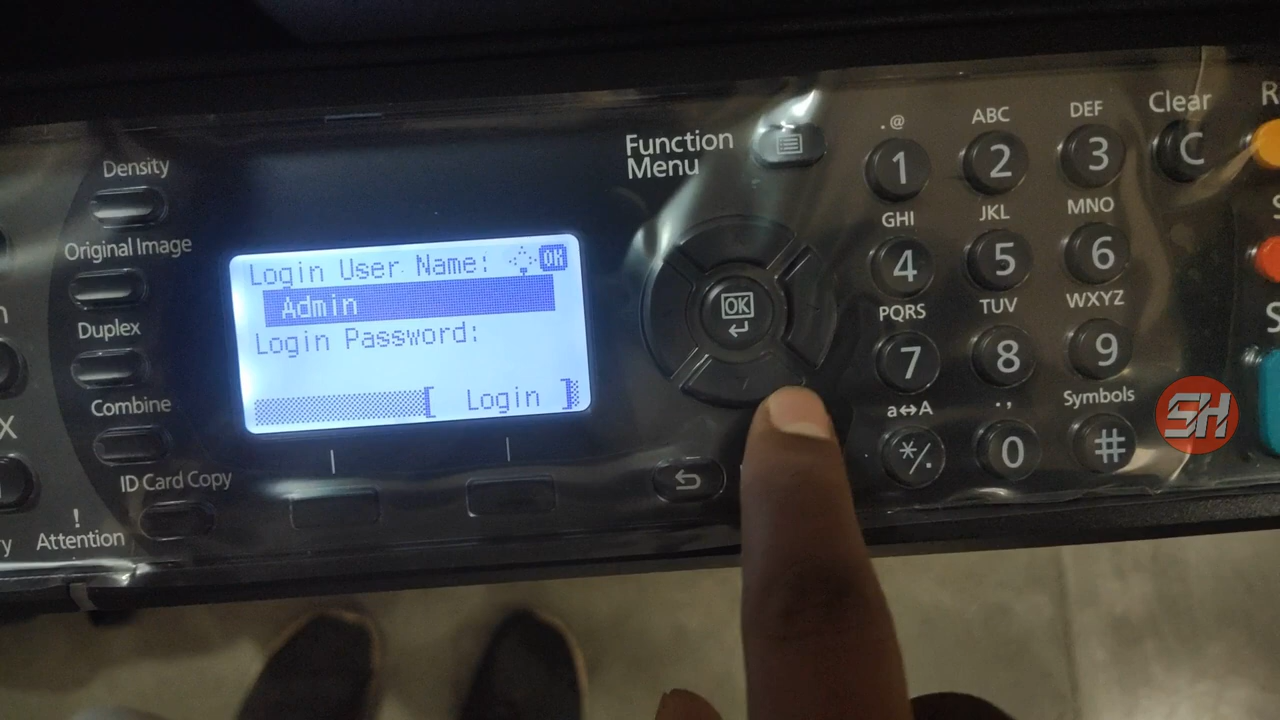 Density
Original Image
Duplex
Combine
ID Card Copy
!
Attention
Login User Name: OK
Admin
Login Password:
[ Login ]
Function
Menu
OK
.@
1
ABC
2
DEF
3
Clear
C
GHI
4
JKL
5
MNO
6
PQRS
7
TUV
8
WXYZ
9
a↔A
*/.
.,
0
Symbols
#
SH